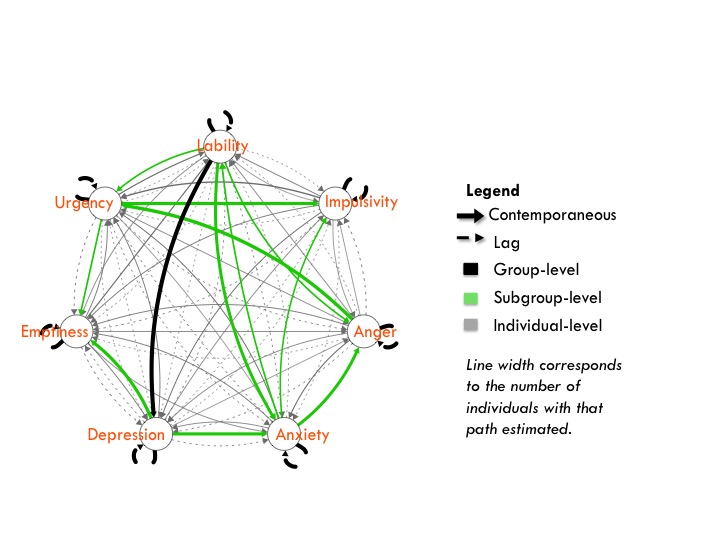 Lability
Urgency
Impulsivity
Emptiness
Anger
Depression
Anxiety
Legend
Contemporaneous
Lag
Group-level
Subgroup-level
Individual-level
Line width corresponds
to the number of
individuals with that
path estimated.